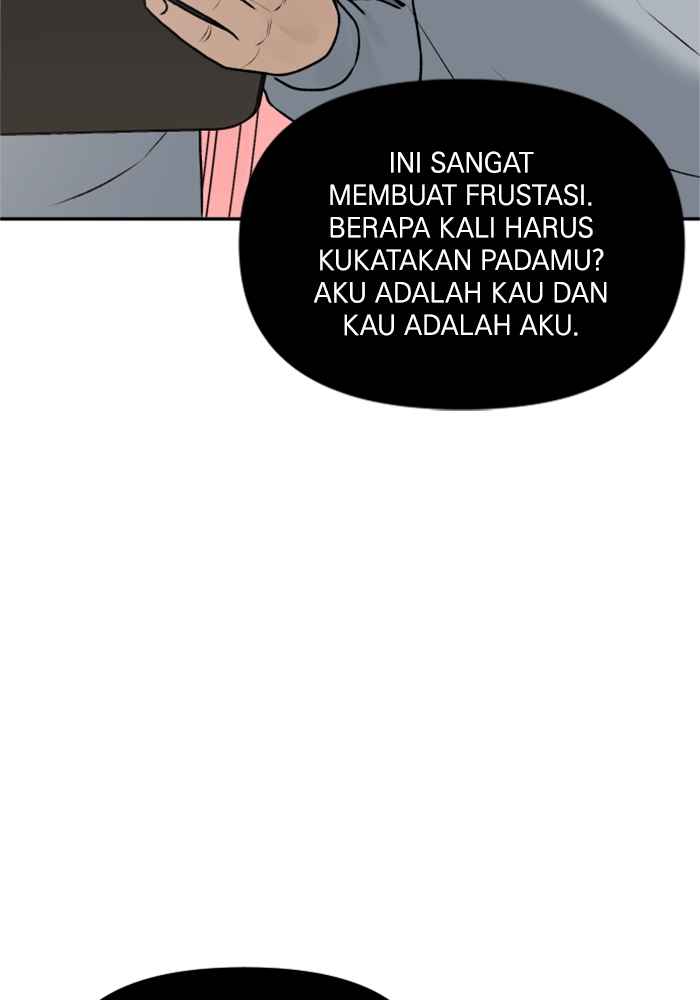 INI SANGAT
MEMBUAT FRUSTASI.
BERAPA KALI HARUS
KUKATAKAN PADAMU?
AKU ADALAH KAU DAN
KAU ADALAH AKU.